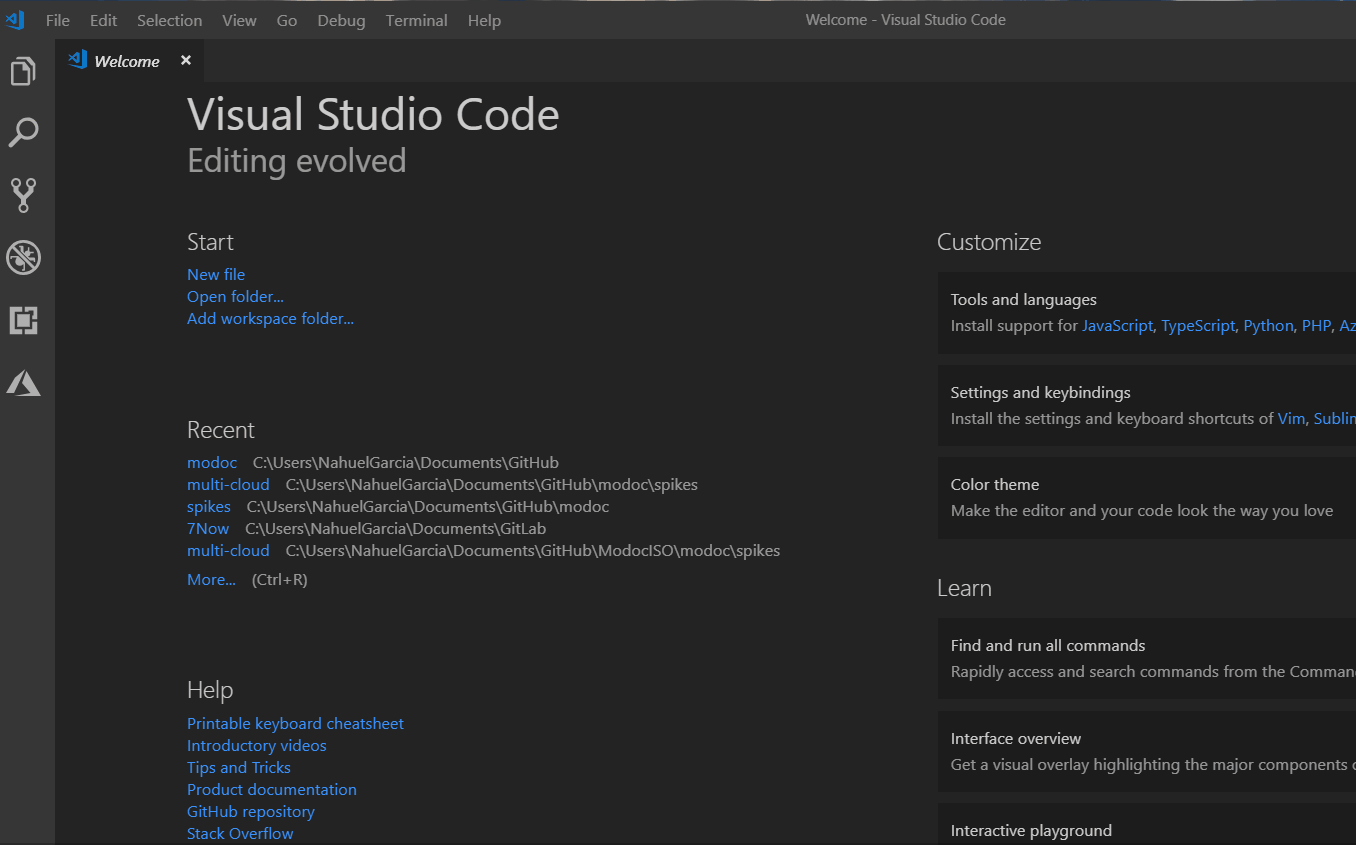 File Edit Selection View Go Debug Terminal Help
Welcome - Visual Studio Code
Welcome
Visual Studio Code
Editing evolved
Start
New file
Open folder...
Add workspace folder...
Recent
modoc C:\Users\NahuelGarcia\Documents\GitHub
multi-cloud C:\Users\NahuelGarcia\Documents\GitHub\modoc\spikes
spikes C:\Users\NahuelGarcia\Documents\GitHub\modoc
7Now C:\Users\NahuelGarcia\Documents\GitLab
multi-cloud C:\Users\NahuelGarcia\Documents\GitHub\ModocISO\modoc\spikes
More... (Ctrl+R)
Help
Printable keyboard cheatsheet
Introductory videos
Tips and Tricks
Product documentation
GitHub repository
Stack Overflow
Customize
Tools and languages
Install support for JavaScript, TypeScript, Python, PHP, Az
Settings and keybindings
Install the settings and keyboard shortcuts of Vim, Sublim
Color theme
Make the editor and your code look the way you love
Learn
Find and run all commands
Rapidly access and search commands from the Comman
Interface overview
Get a visual overlay highlighting the major components
Interactive playground